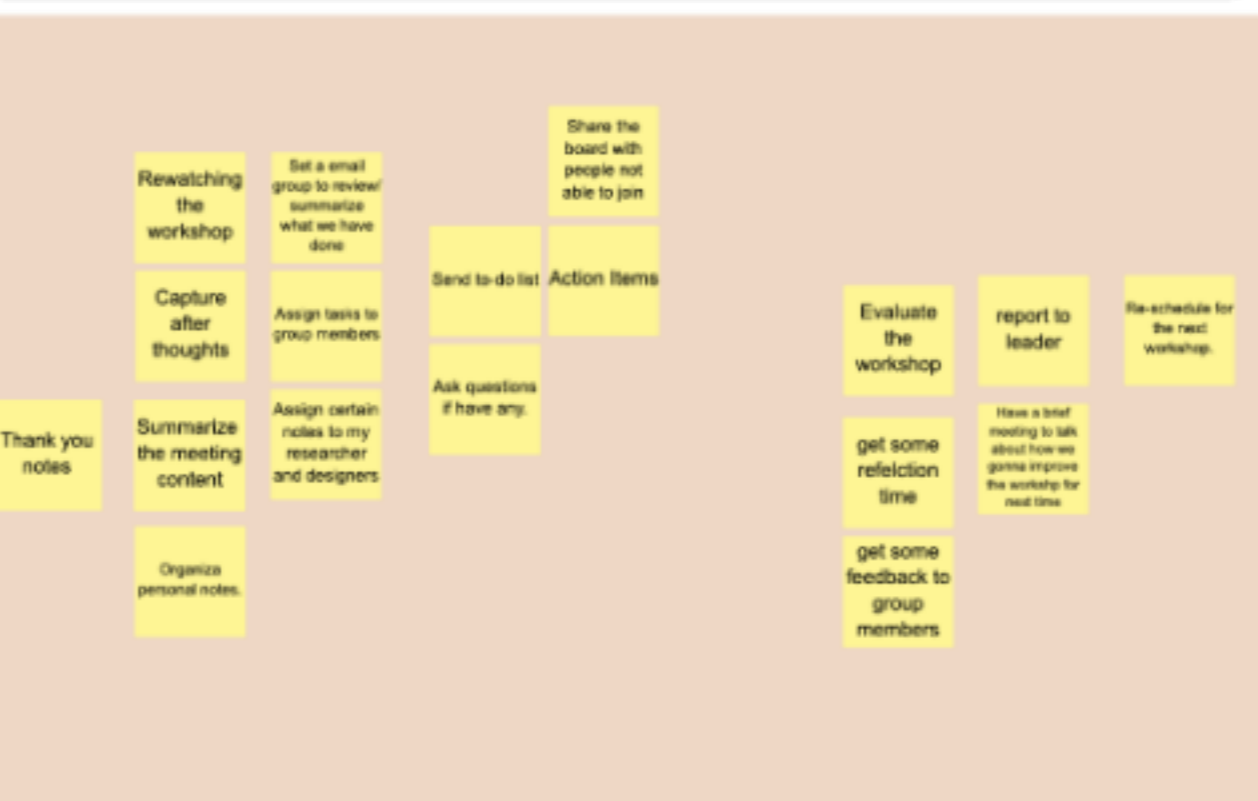 Thank you
notes
Rewatching
the
workshop
Capture
after
thoughts
Summarize
the meeting
content
Organiza
personal notes.
Set a email
group to review/
summarize
what we have
done
Assign tasks to
group members
Assign certain
notes to my
researcher
and designers
Send to-do list
Ask questions
if have any.
Share the
board with
people not
able to join
Action Items
Evaluate
the
workshop
get some
refelction
time
get some
feedback to
group
members
report to
leader
Have a brief
meeting to talk
about how we
gonna improve
the workshp for
next time
Re-schedule for
the next
workshop.